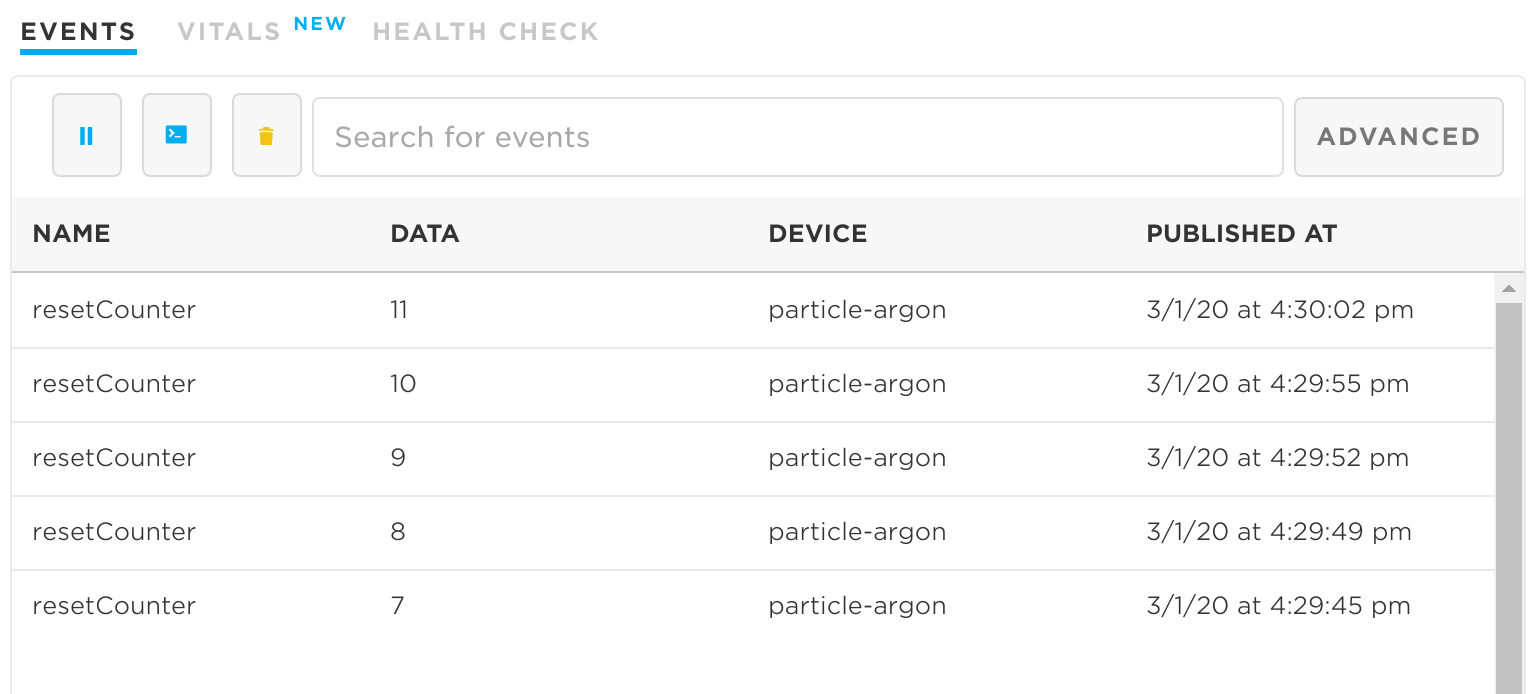 EVENTS VITALS NEW HEALTH CHECK
Search for events ADVANCED
NAME DATA DEVICE PUBLISHED AT
resetCounter 11 particle-argon 3/1/20 at 4:30:02 pm
resetCounter 10 particle-argon 3/1/20 at 4:29:55 pm
resetCounter 9 particle-argon 3/1/20 at 4:29:52 pm
resetCounter 8 particle-argon 3/1/20 at 4:29:49 pm
resetCounter 7 particle-argon 3/1/20 at 4:29:45 pm